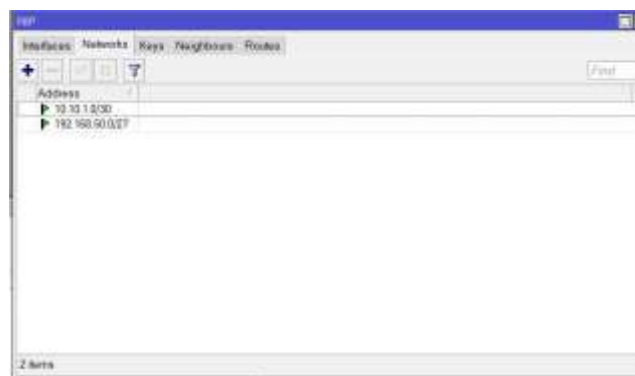 RIP
Interfaces Networks Keys Neighbours Routes
Find
Address
10.10.1.0/30
192.168.50.0/27
2 items